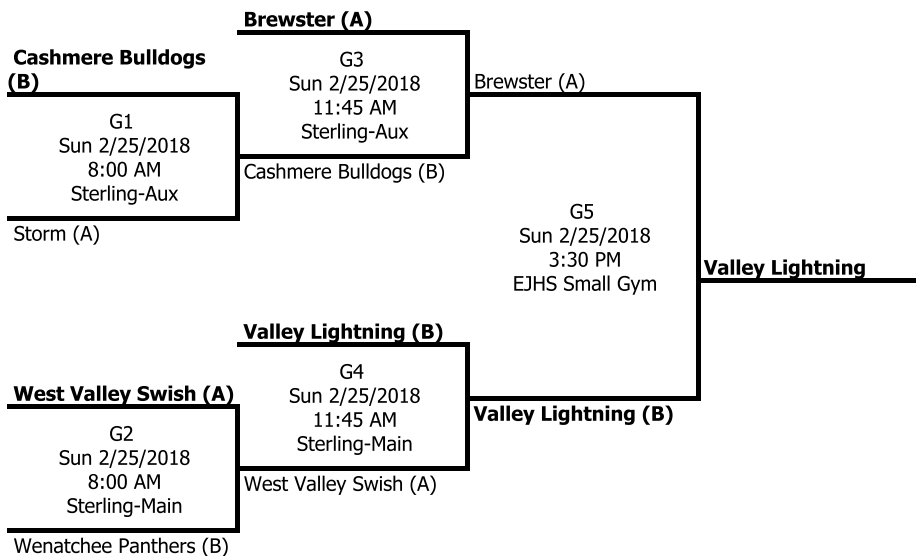 Brewster (A)
Cashmere Bulldogs
(B)
G3
Sun 2/25/2018
11:45 AM
Sterling-Aux
Brewster (A)
G1
Sun 2/25/2018
8:00 AM
Sterling-Aux
Cashmere Bulldogs (B)
Storm (A)
G5
Sun 2/25/2018
3:30 PM
EJHS Small Gym
Valley Lightning
Valley Lightning (B)
G4
Sun 2/25/2018
11:45 AM
Sterling-Main
West Valley Swish (A)
Valley Lightning (B)
G2
Sun 2/25/2018
8:00 AM
Sterling-Main
West Valley Swish (A)
Wenatchee Panthers (B)